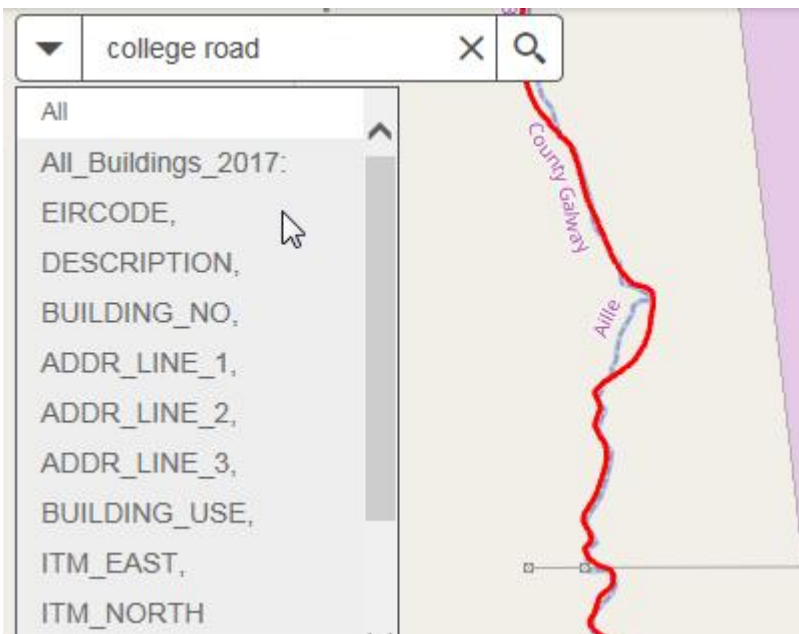 college road
All
All_Buildings_2017:
EIRCODE,
DESCRIPTION,
BUILDING_NO,
ADDR_LINE_1,
ADDR_LINE_2,
ADDR_LINE_3,
BUILDING_USE,
ITM_EAST,
ITM_NORTH
County Galway
Aille